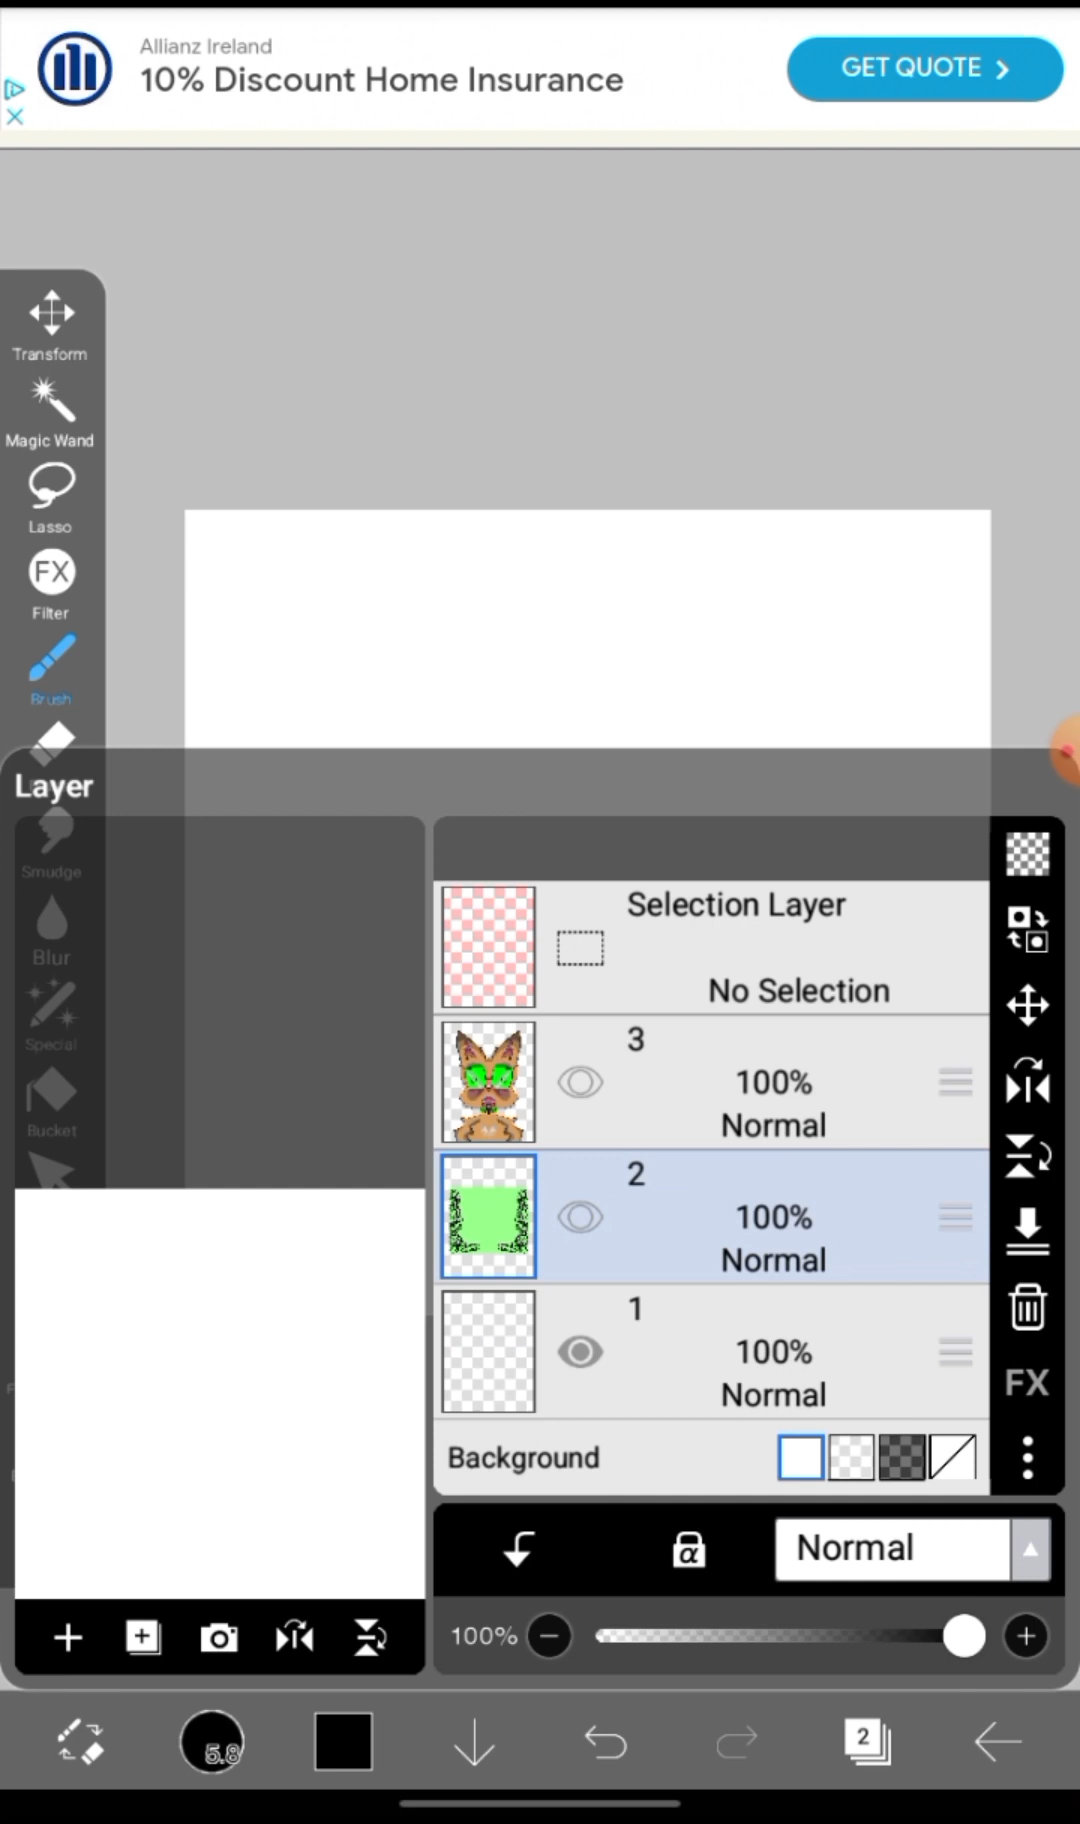 Allianz Ireland
10% Discount Home Insurance
GET QUOTE
Transform
Magic Wand
Lasso
FX
Filter
Brush
Layer
Smudge
Blur
Special
Bucket
Selection Layer
No Selection
3
100%
Normal
2
100%
Normal
1
100%
Normal
FX
Background
α
Normal
100%
5.8
2